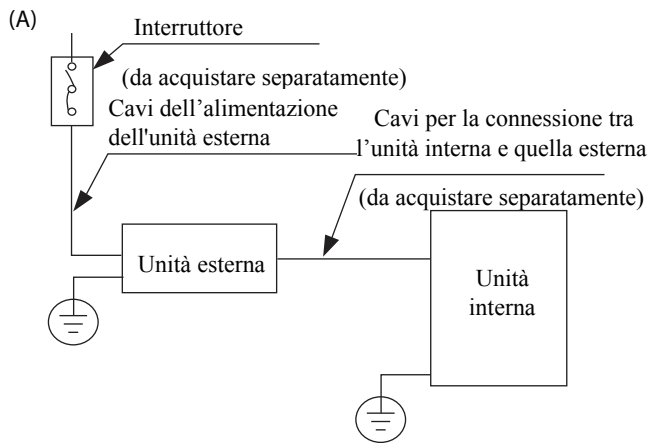 (A)
Interruttore
(da acquistare separatamente)
Cavi dell’alimentazione
dell'unità esterna
Cavi per la connessione tra
l’unità interna e quella esterna
(da acquistare separatamente)
Unità esterna
Unità
interna